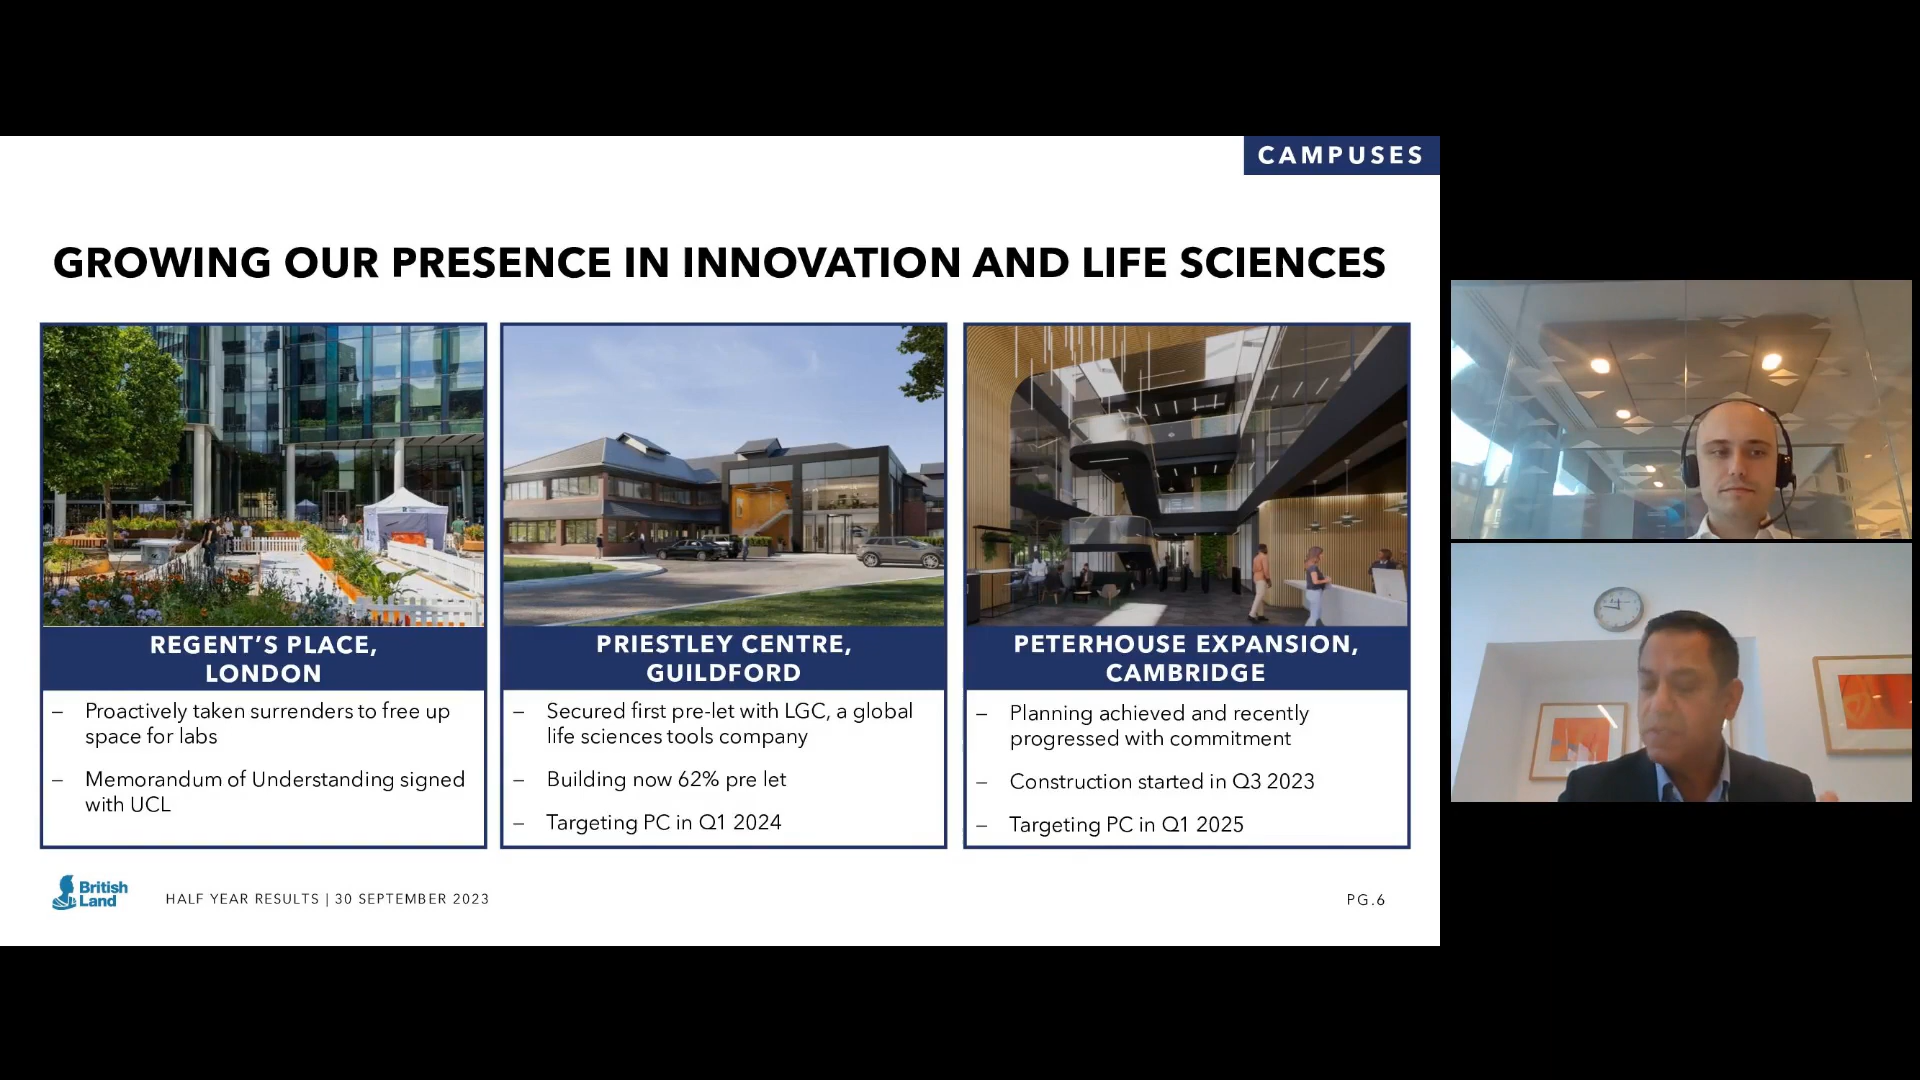 CAMPUSES
GROWING OUR PRESENCE IN INNOVATION AND LIFE SCIENCES
REGENT'S PLACE,
LONDON
– Proactively taken surrenders to free up
space for labs
– Memorandum of Understanding signed
with UCL
PRIESTLEY CENTRE,
GUILDFORD
– Secured first pre-let with LGC, a global
life sciences tools company
– Building now 62% pre let
– Targeting PC in Q1 2024
PETERHOUSE EXPANSION,
CAMBRIDGE
– Planning achieved and recently
progressed with commitment
– Construction started in Q3 2023
– Targeting PC in Q1 2025
British
Land
HALF YEAR RESULTS | 30 SEPTEMBER 2023
PG.6